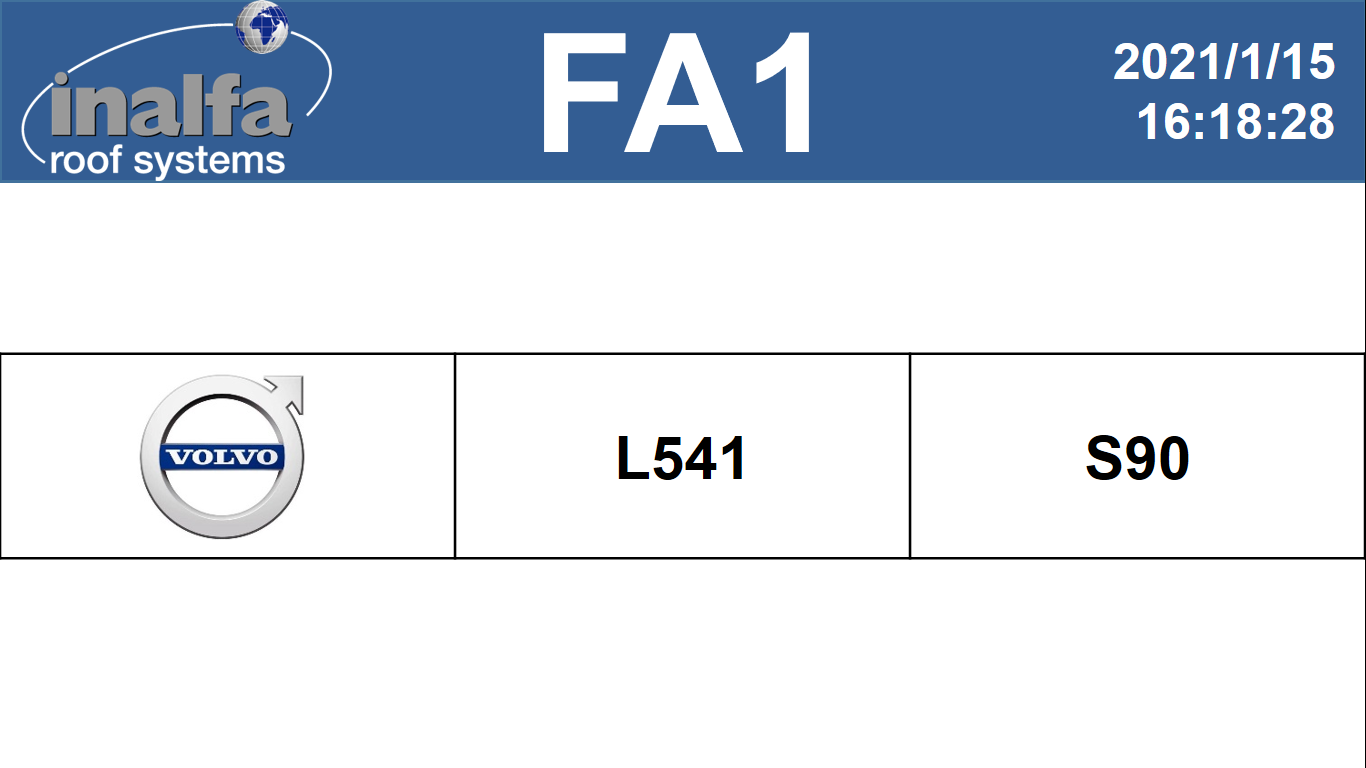 inalfa
roof systems
FA1
2021/1/15
16:18:28
VOLVO
L541
S90